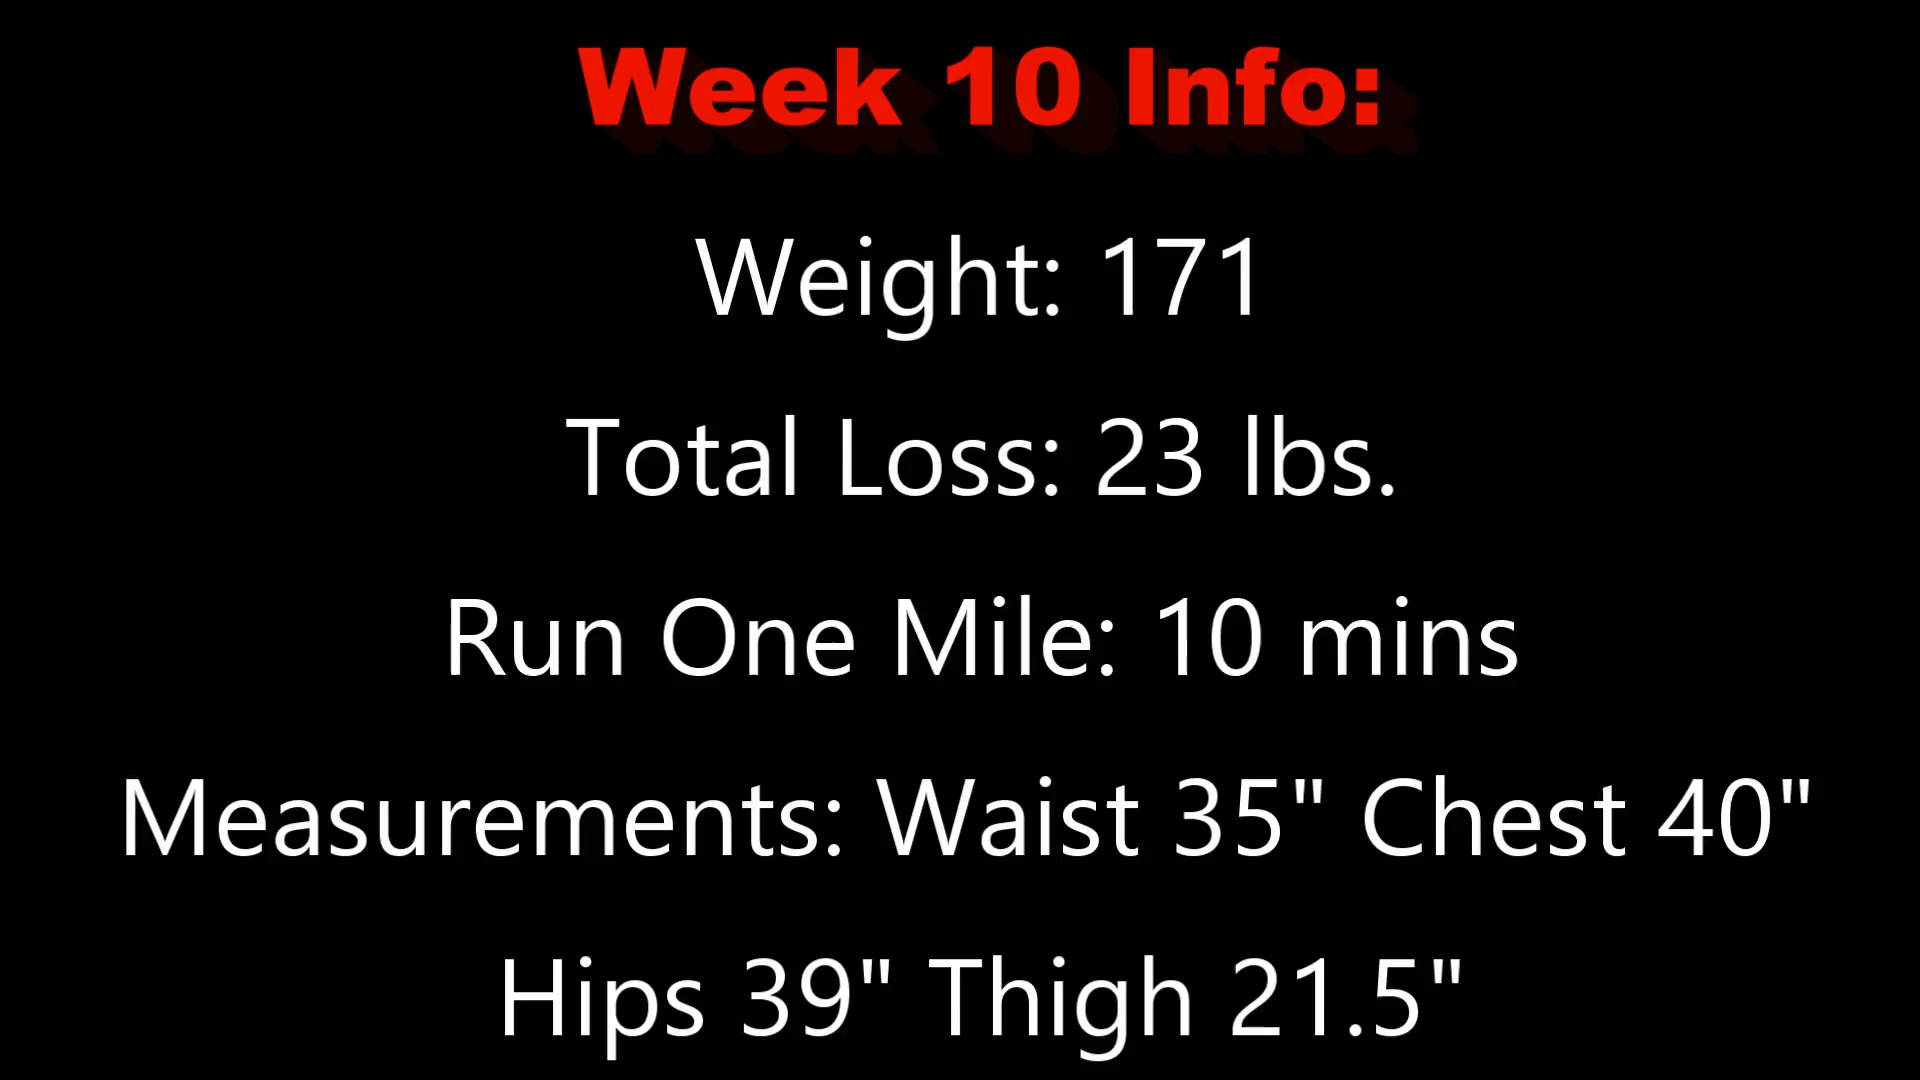 Week 10 Info:
Weight: 171
Total Loss: 23 lbs.
Run One Mile: 10 mins
Measurements: Waist 35" Chest 40"
Hips 39" Thigh 21.5"